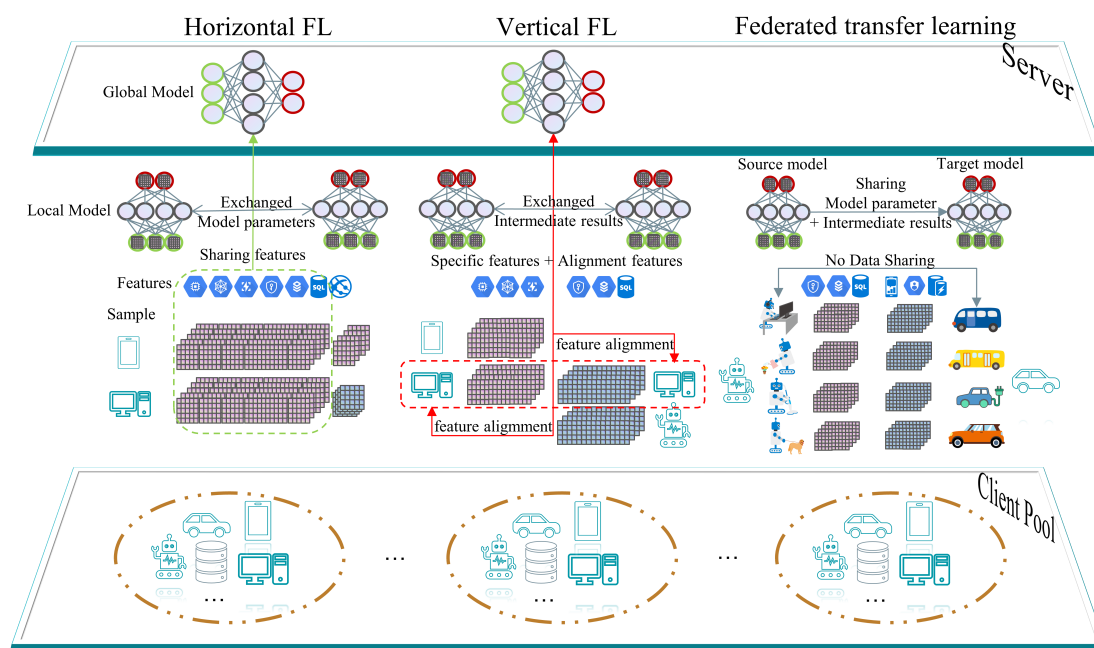 Horizontal FL
Vertical FL
Federated transfer learning
Server
Global Model
Source model
Target model
Local Model
Exchanged
Model parameters
Exchanged
Intermediate results
Sharing
Model parameter
+ Intermediate results
Sharing features
Specific features + Alignment features
No Data Sharing
Features
SQL
SQL
SQL
Sample
feature alignment
feature aligmment
Client Pool
...
...
...
...
...